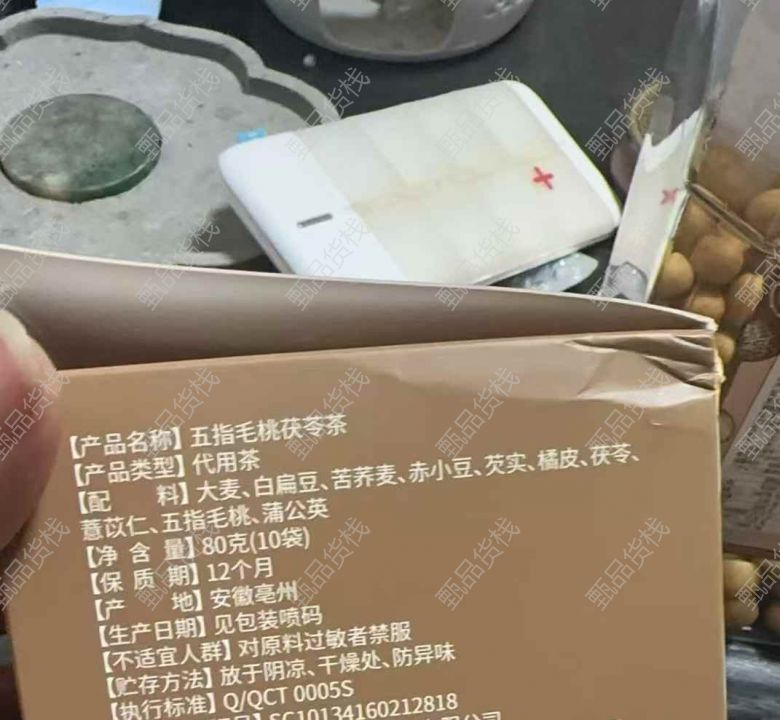 【产品名称】五指毛桃茯苓茶
【产品类型】代用茶
【配 料】大麦、白扁豆、苦荞麦、赤小豆、芡实、橘皮、茯苓、
薏苡仁、五指毛桃、蒲公英
【净 含 量】80克(10袋)
【保 质 期】12个月
【产 地】安徽亳州
【生产日期】见包装喷码
【不适宜人群】对原料过敏者禁服
【贮存方法】放于阴凉、干燥处、防异味
【执行标准】Q/QCT 0005S
SC10134160212818
甄品货栈